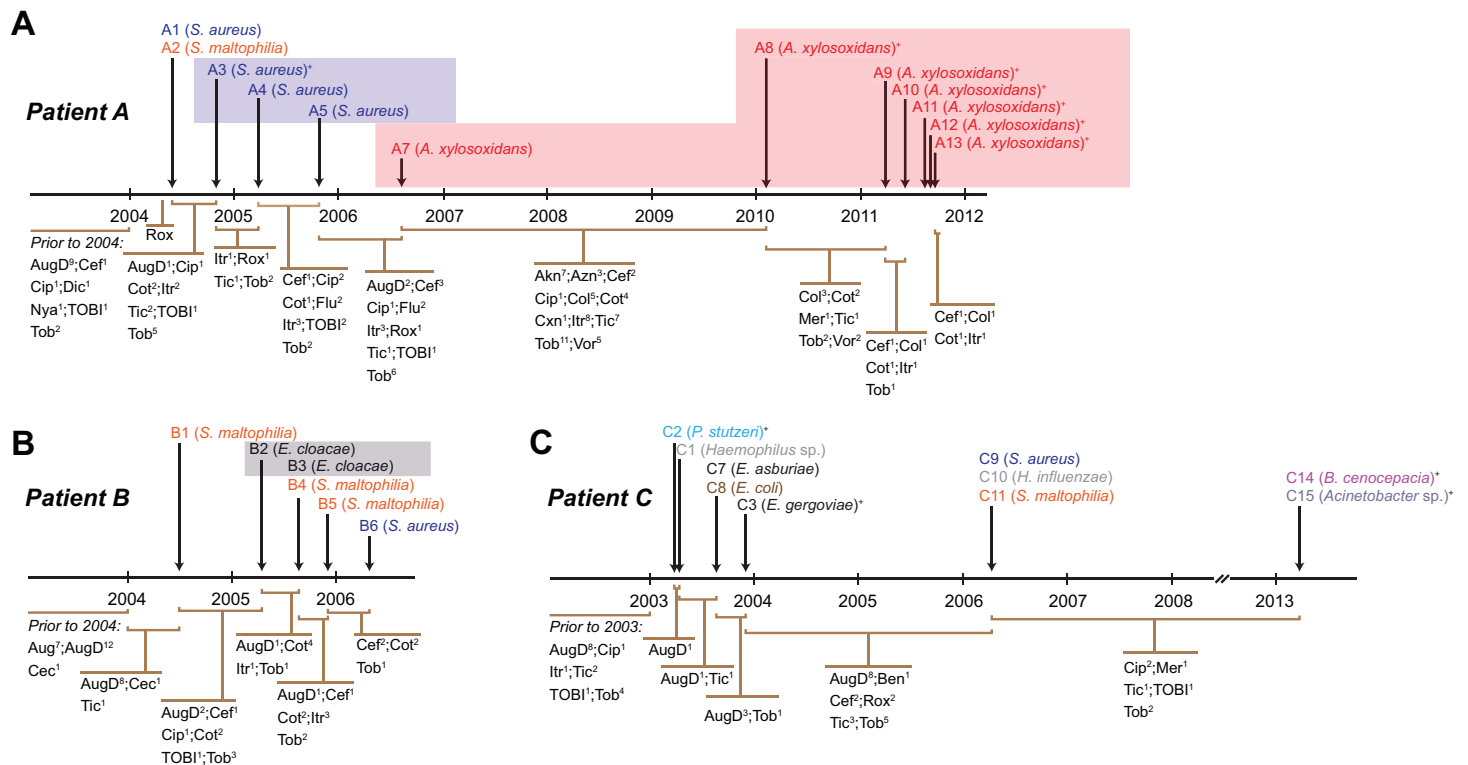 A
A1 (S. aureus)
A2 (S. maltophilia)
A3 (S. aureus)⁺
A4 (S. aureus)
A5 (S. aureus)
A7 (A. xylosoxidans)
A8 (A. xylosoxidans)⁺
A9 (A. xylosoxidans)⁺
A10 (A. xylosoxidans)⁺
A11 (A. xylosoxidans)⁺
A12 (A. xylosoxidans)⁺
A13 (A. xylosoxidans)⁺
Patient A
2004 2005 2006 2007 2008 2009 2010 2011 2012
Prior to 2004:
AugD⁹;Cef¹
Cip¹;Dic¹
Nya¹;TOBI¹
Tob²
Rox
AugD¹;Cip¹
Cot²;Itr²
Tic²;TOBI¹
Tob⁵
Itr¹;Rox¹
Tic¹;Tob²
Cef¹;Cip²
Cot¹;Flu²
Itr³;TOBI²
Tob²
AugD²;Cef³
Cip¹;Flu²
Itr³;Rox¹
Tic¹;TOBI¹
Tob⁶
Akn⁷;Azn³;Cef²
Cip¹;Col⁵;Cot⁴
Cxn¹;Itr⁸;Tic⁷
Tob¹¹;Vor⁵
Col³;Cot²
Mer¹;Tic¹
Tob²;Vor²
Cef¹;Col¹
Cot¹;Itr¹
Tob¹
Cef¹;Col¹
Cot¹;Itr¹
B
B1 (S. maltophilia)
B2 (E. cloacae)
B3 (E. cloacae)
B4 (S. maltophilia)
B5 (S. maltophilia)
B6 (S. aureus)
Patient B
2004 2005 2006
Prior to 2004:
Aug⁷;AugD¹²
Cec¹
AugD⁸;Cec¹
Tic¹
AugD²;Cef¹
Cip¹;Cot²
TOBI¹;Tob³
AugD¹;Cot⁴
Itr¹;Tob¹
AugD¹;Cef¹
Cot²;Itr³
Tob²
Cef²;Cot²
Tob¹
C
C2 (P. stutzeri)⁺
C1 (Haemophilus sp.)
C7 (E. asburiae)
C8 (E. coli)
C3 (E. gergoviae)⁺
C9 (S. aureus)
C10 (H. influenzae)
C11 (S. maltophilia)
C14 (B. cenocepacia)⁺
C15 (Acinetobacter sp.)⁺
Patient C
2003 2004 2005 2006 2007 2008 2013
Prior to 2003:
AugD⁸;Cip¹
Itr¹;Tic²
TOBI¹;Tob⁴
AugD¹
AugD¹;Tic¹
AugD³;Tob¹
AugD⁸;Ben¹
Cef²;Rox²
Tic³;Tob⁵
Cip²;Mer¹
Tic¹;TOBI¹
Tob²